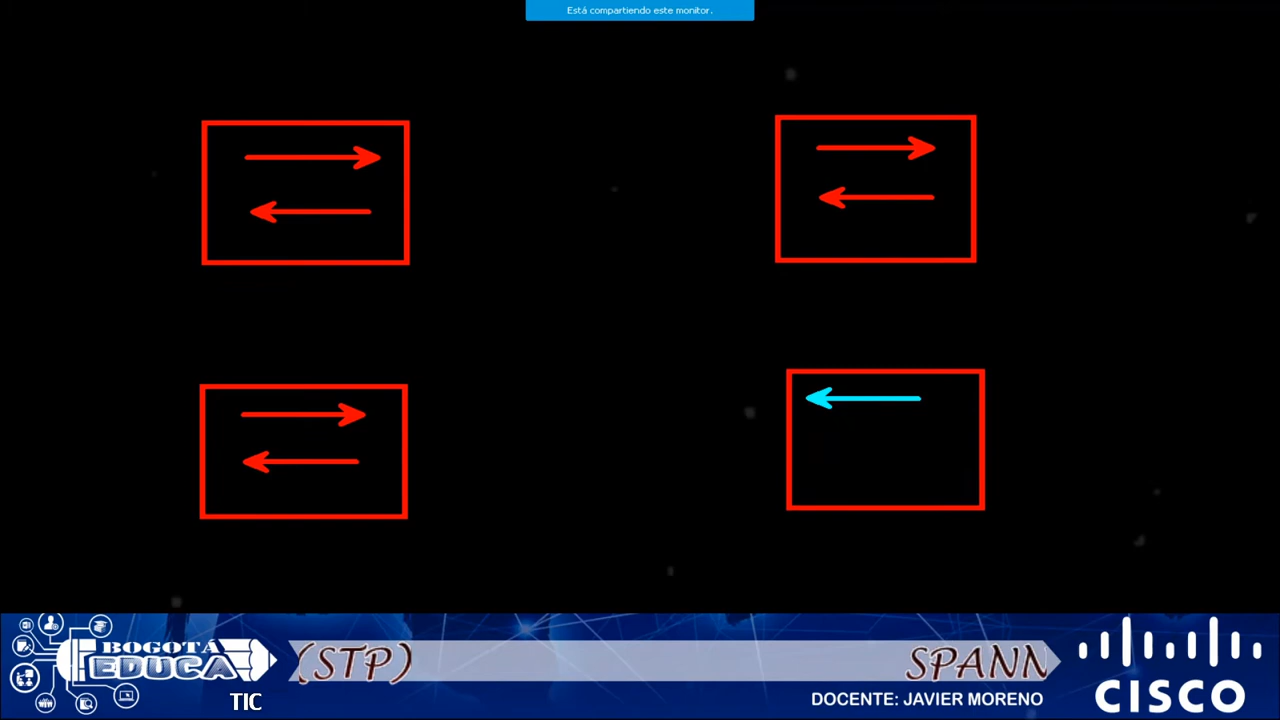 Está compartiendo este monitor.
BOGOTÁ
EDUCA
TIC
(STP)
SPANN
DOCENTE: JAVIER MORENO
CISCO